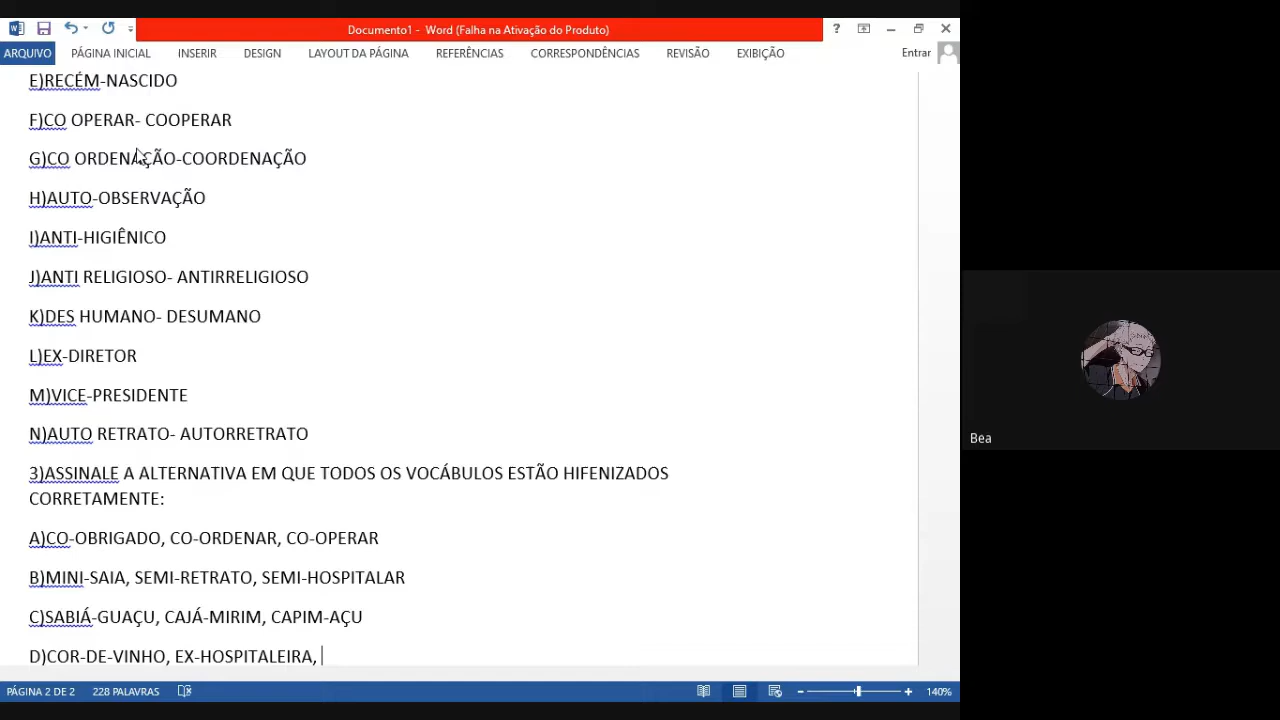 Documento1 - Word (Falha na Ativação do Produto)
?
ARQUIVO PÁGINA INICIAL INSERIR DESIGN LAYOUT DA PÁGINA REFERÊNCIAS CORRESPONDÊNCIAS REVISÃO EXIBIÇÃO Entrar
E)RECÉM-NASCIDO
F)CO OPERAR- COOPERAR
G)CO ORDENAÇÃO-COORDENAÇÃO
H)AUTO-OBSERVAÇÃO
I)ANTI-HIGIÊNICO
J)ANTI RELIGIOSO- ANTIRRELIGIOSO
K)DES HUMANO- DESUMANO
L)EX-DIRETOR
M)VICE-PRESIDENTE
N)AUTO RETRATO- AUTORRETRATO
3)ASSINALE A ALTERNATIVA EM QUE TODOS OS VOCÁBULOS ESTÃO HIFENIZADOS
CORRETAMENTE:
A)CO-OBRIGADO, CO-ORDENAR, CO-OPERAR
B)MINI-SAIA, SEMI-RETRATO, SEMI-HOSPITALAR
C)SABIÁ-GUAÇU, CAJÁ-MIRIM, CAPIM-AÇU
D)COR-DE-VINHO, EX-HOSPITALEIRA,
PÁGINA 2 DE 2 228 PALAVRAS 140%
Bea